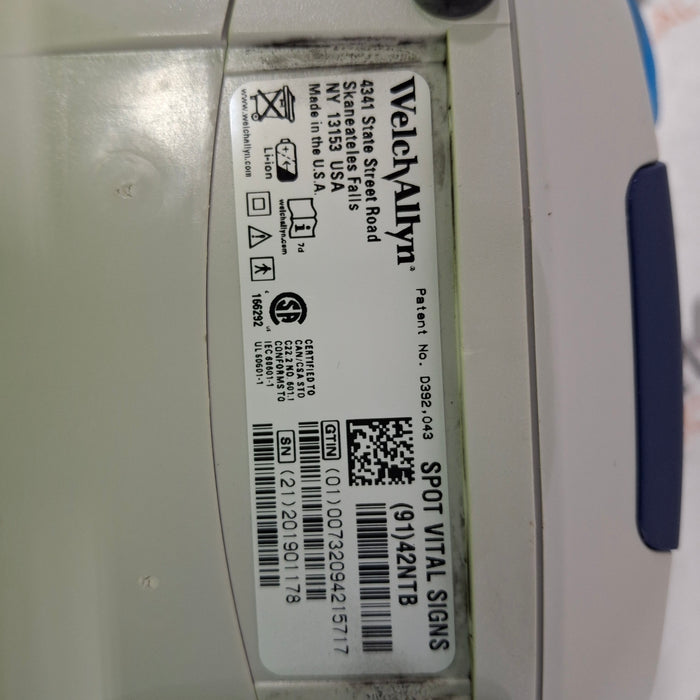 WelchAllyn®
4341 State Street Road
Skaneateles Falls
NY 13153 USA
Made in the U.S.A.
Li-ion
www.welchallyn.com
i
7d
welchallyn.com
Patent No. D392,043
CSA
C US
166292
CERTIFIED TO
CAN/CSA STD
C22.2 NO. 601.1
CONFORMS TO
IEC 60601-1
UL 60601-1
SPOT VITAL SIGNS
(91)42NTB
GTIN (01)00732094215717
SN (21)201901178